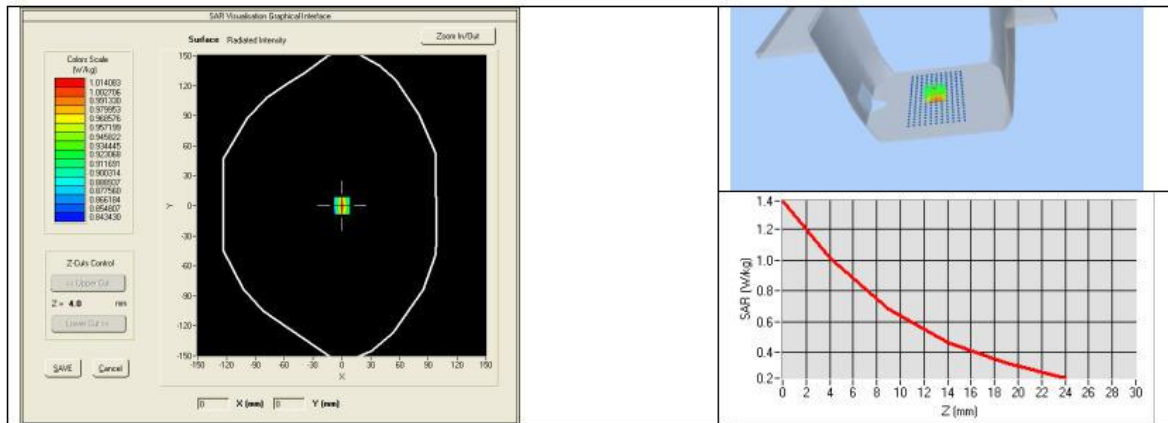 SAR Visualisation Graphical Interface
Surface Radiated Intensity
Zoom In/Out
Colors Scale
(W/kg)
1.014083
1.002706
0.991330
0.979953
0.968576
0.957199
0.945822
0.934445
0.923068
0.911691
0.900314
0.888937
0.877560
0.866184
0.854807
0.843430
Z-Cuts Control
<< Upper Cut
Z = 4.0 mm
Lower Cut >>
SAVE Cancel
150-
120-
90-
60-
30-
0-
-30-
-60-
-90-
-120-
-150-
Y
-150 -120 -90 -60 -30 0 30 60 90 120 150
X
0 X (mm) 0 Y (mm)
1.4-
1.2-
1.0-
0.8-
0.6-
0.4-
0.2-
SAR (W/kg)
0 2 4 6 8 10 12 14 16 18 20 22 24 26 28 30
Z (mm)